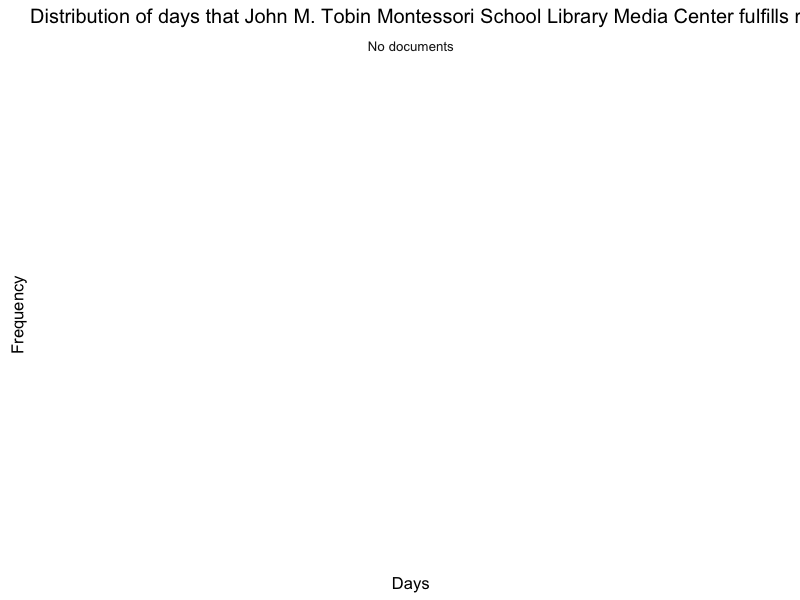 Distribution of days that John M. Tobin Montessori School Library Media Center fulfills
No documents
Frequency
Days